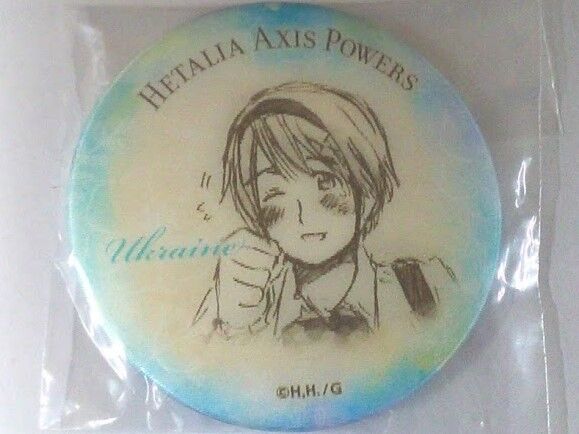 HETALIA AXIS POWERS
Ukraine
©H.H./G